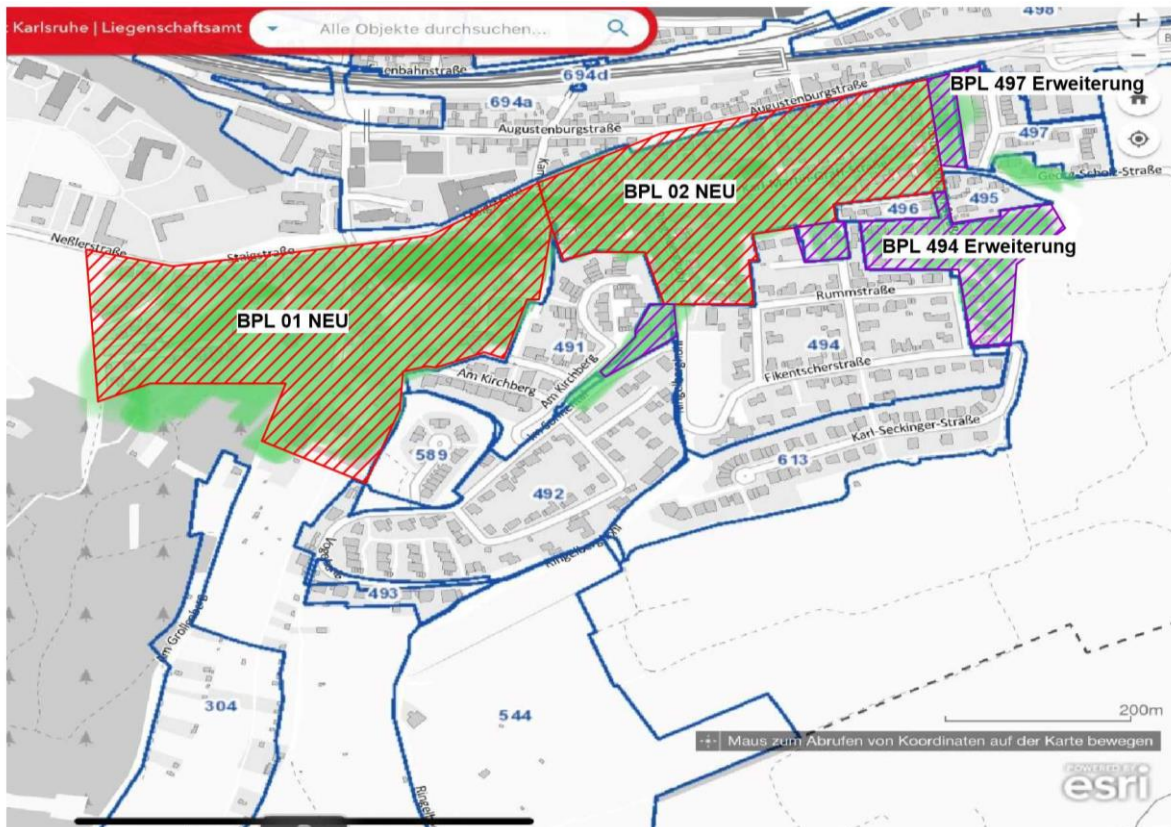 : Karlsruhe | Liegenschaftsamt
Alle Objekte durchsuchen...
498
enbahnstraße
694d
694a
Augustenburgstraße
BPL 497 Erweiterung
Augustenburgstraße
497
Georg-Scholz-Straße
BPL 02 NEU
496
495
BPL 494 Erweiterung
Neßlerstraße
Staigstraße
BPL 01 NEU
Rummstraße
491
494
Am Kirchberg
Am Kirchberg
Fikentscherstraße
Karl-Seckinger-Straße
589
613
492
493
304
544
200m
Maus zum Abrufen von Koordinaten auf der Karte bewegen
POWERED BY
esri